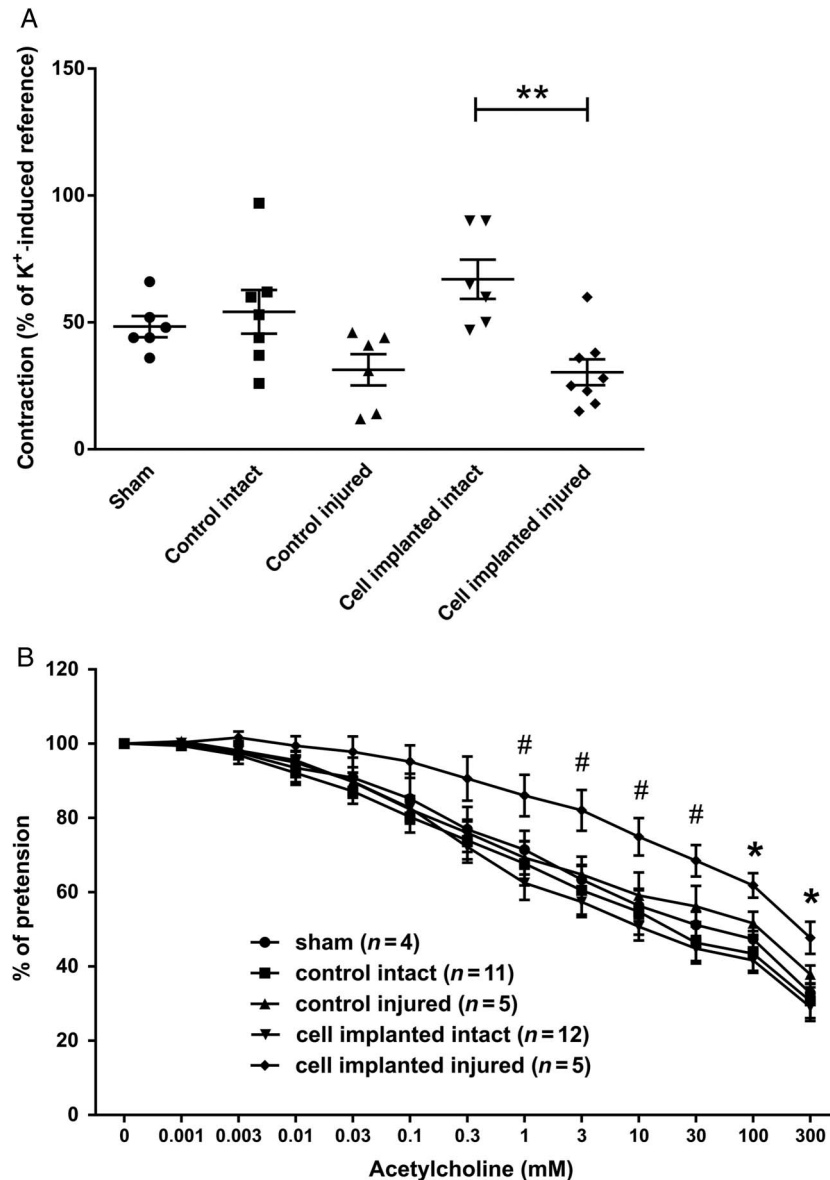 A
Contraction (% of K⁺-induced reference)
150
100
50
0
**
Sham
Control intact
Control injured
Cell implanted intact
Cell implanted injured
B
% of pretension
120
100
80
60
40
20
0
# # # # * *
sham (n=4)
control intact (n=11)
control injured (n=5)
cell implanted intact (n=12)
cell implanted injured (n=5)
0 0.001 0.003 0.01 0.03 0.1 0.3 1 3 10 30 100 300
Acetylcholine (mM)